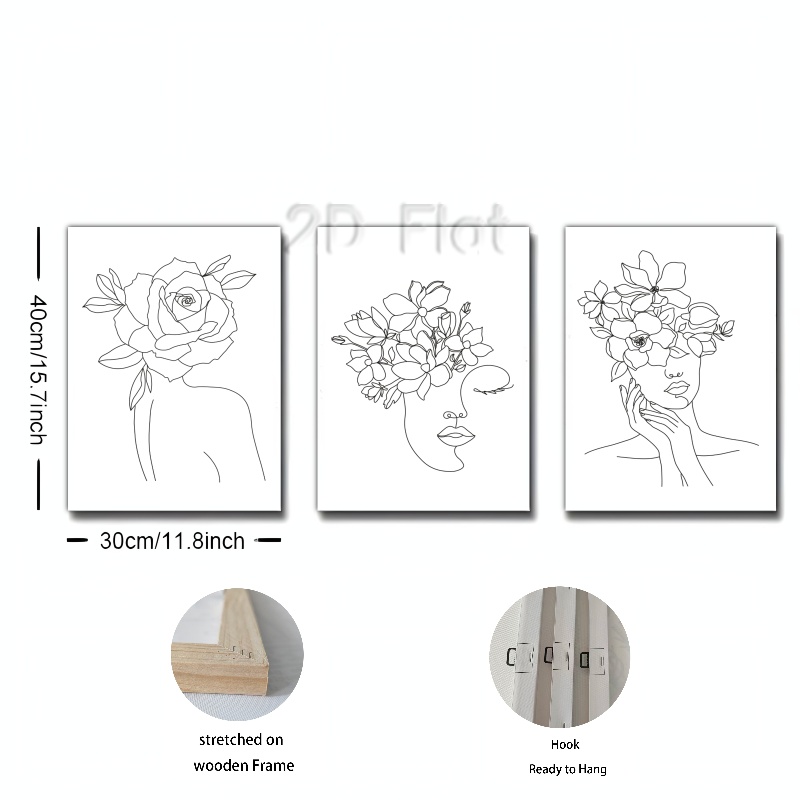 2D Flat
40cm/15.7inch
30cm/11.8inch
stretched on
wooden Frame
Hook
Ready to Hang